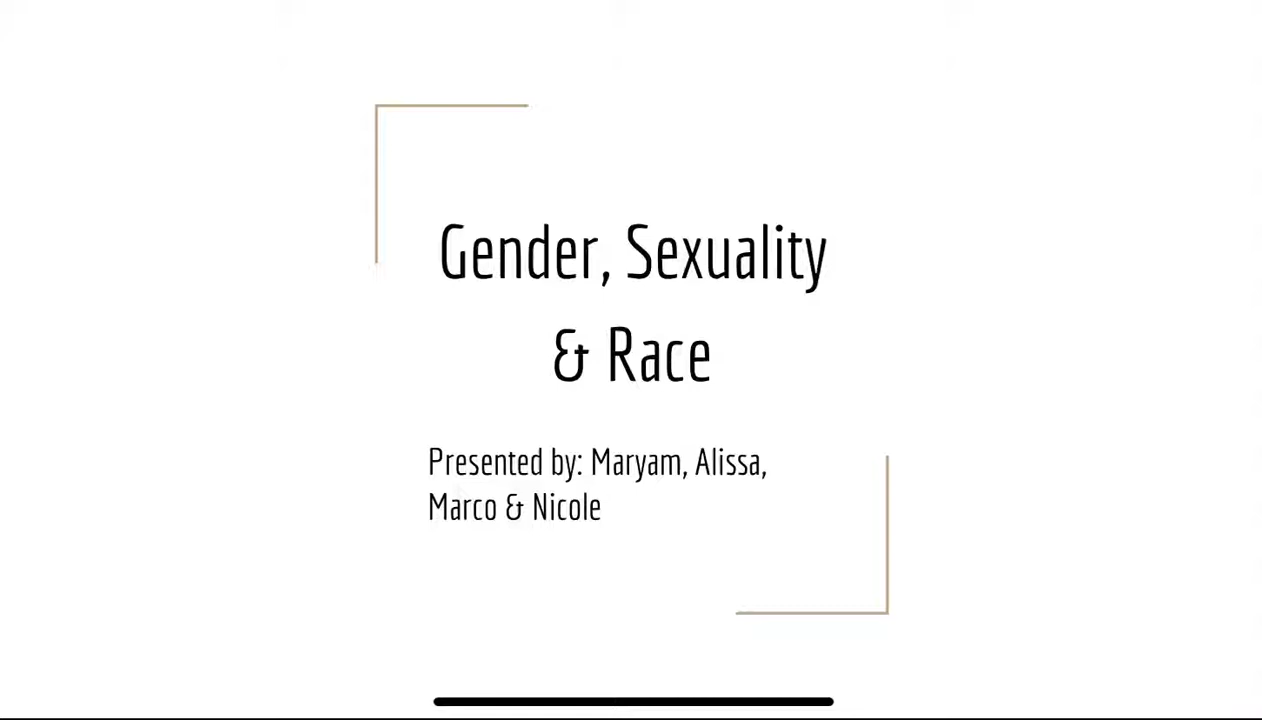 Gender, Sexuality
& Race
Presented by: Maryam, Alissa,
Marco & Nicole